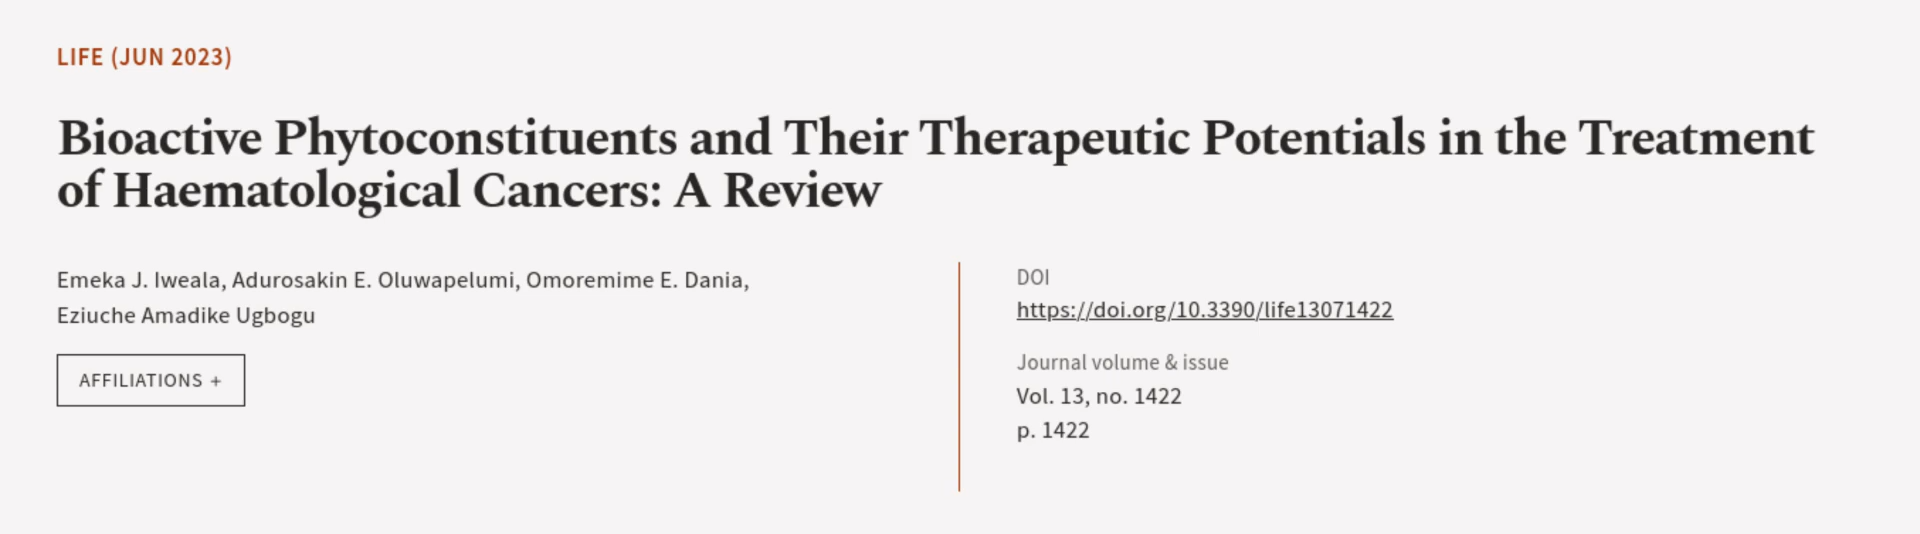 LIFE (JUN 2023)
Bioactive Phytoconstituents and Their Therapeutic Potentials in the Treatment
of Haematological Cancers: A Review
Emeka J. Iweala, Adurosakin E. Oluwapelumi, Omoremime E. Dania,
Eziuche Amadike Ugbogu
AFFILIATIONS +
DOI
https://doi.org/10.3390/life13071422
Journal volume & issue
Vol. 13, no. 1422
p. 1422